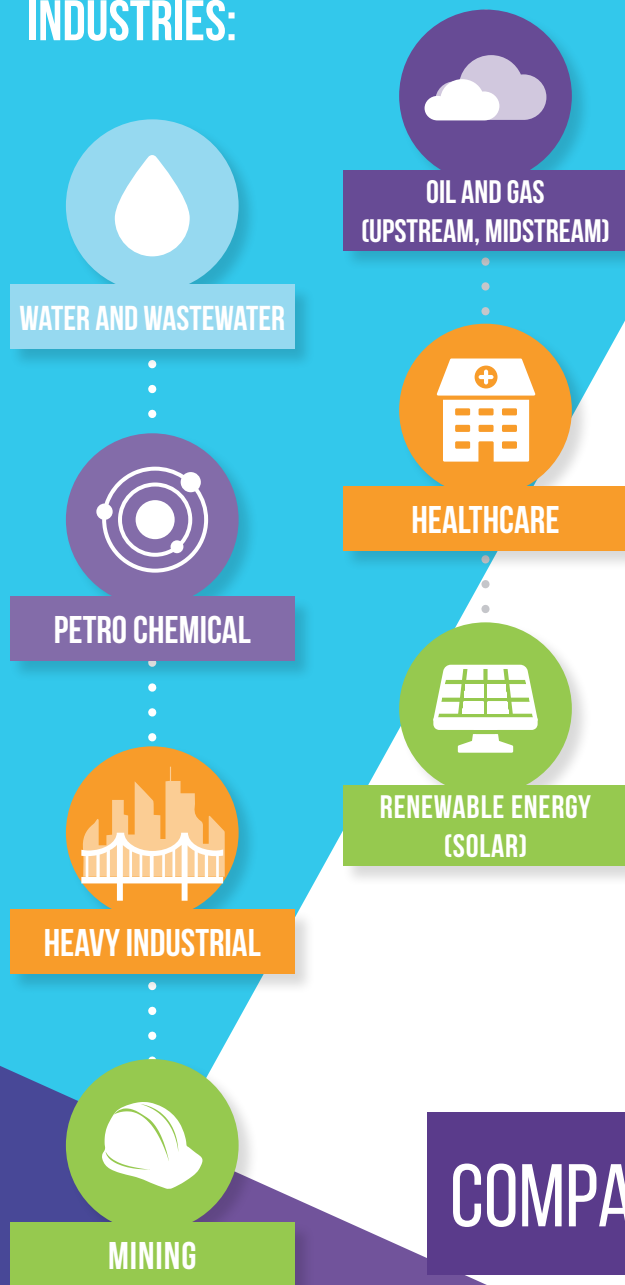 INDUSTRIES:
WATER AND WASTEWATER
PETRO CHEMICAL
HEAVY INDUSTRIAL
MINING
OIL AND GAS
(UPSTREAM, MIDSTREAM)
HEALTHCARE
RENEWABLE ENERGY
(SOLAR)